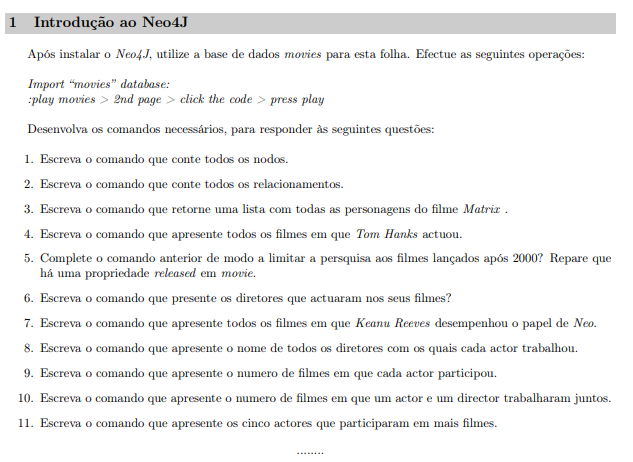 1 Introdução ao Neo4J
Após instalar o Neo4J, utilize a base de dados movies para esta folha. Efectue as seguintes operações:
Import “movies” database:
:play movies > 2nd page > click the code > press play
Desenvolva os comandos necessários, para responder às seguintes questões:
1. Escreva o comando que conte todos os nodos.
2. Escreva o comando que conte todos os relacionamentos.
3. Escreva o comando que retorne uma lista com todas as personagens do filme Matrix .
4. Escreva o comando que apresente todos os filmes em que Tom Hanks actuou.
5. Complete o comando anterior de modo a limitar a persquisa aos filmes lançados após 2000? Repare que
há uma propriedade released em movie.
6. Escreva o comando que presente os diretores que actuaram nos seus filmes?
7. Escreva o comando que apresente todos os filmes em que Keanu Reeves desempenhou o papel de Neo.
8. Escreva o comando que apresente o nome de todos os diretores com os quais cada actor trabalhou.
9. Escreva o comando que apresente o numero de filmes em que cada actor participou.
10. Escreva o comando que apresente o numero de filmes em que um actor e um director trabalharam juntos.
11. Escreva o comando que apresente os cinco actores que participaram em mais filmes.
........